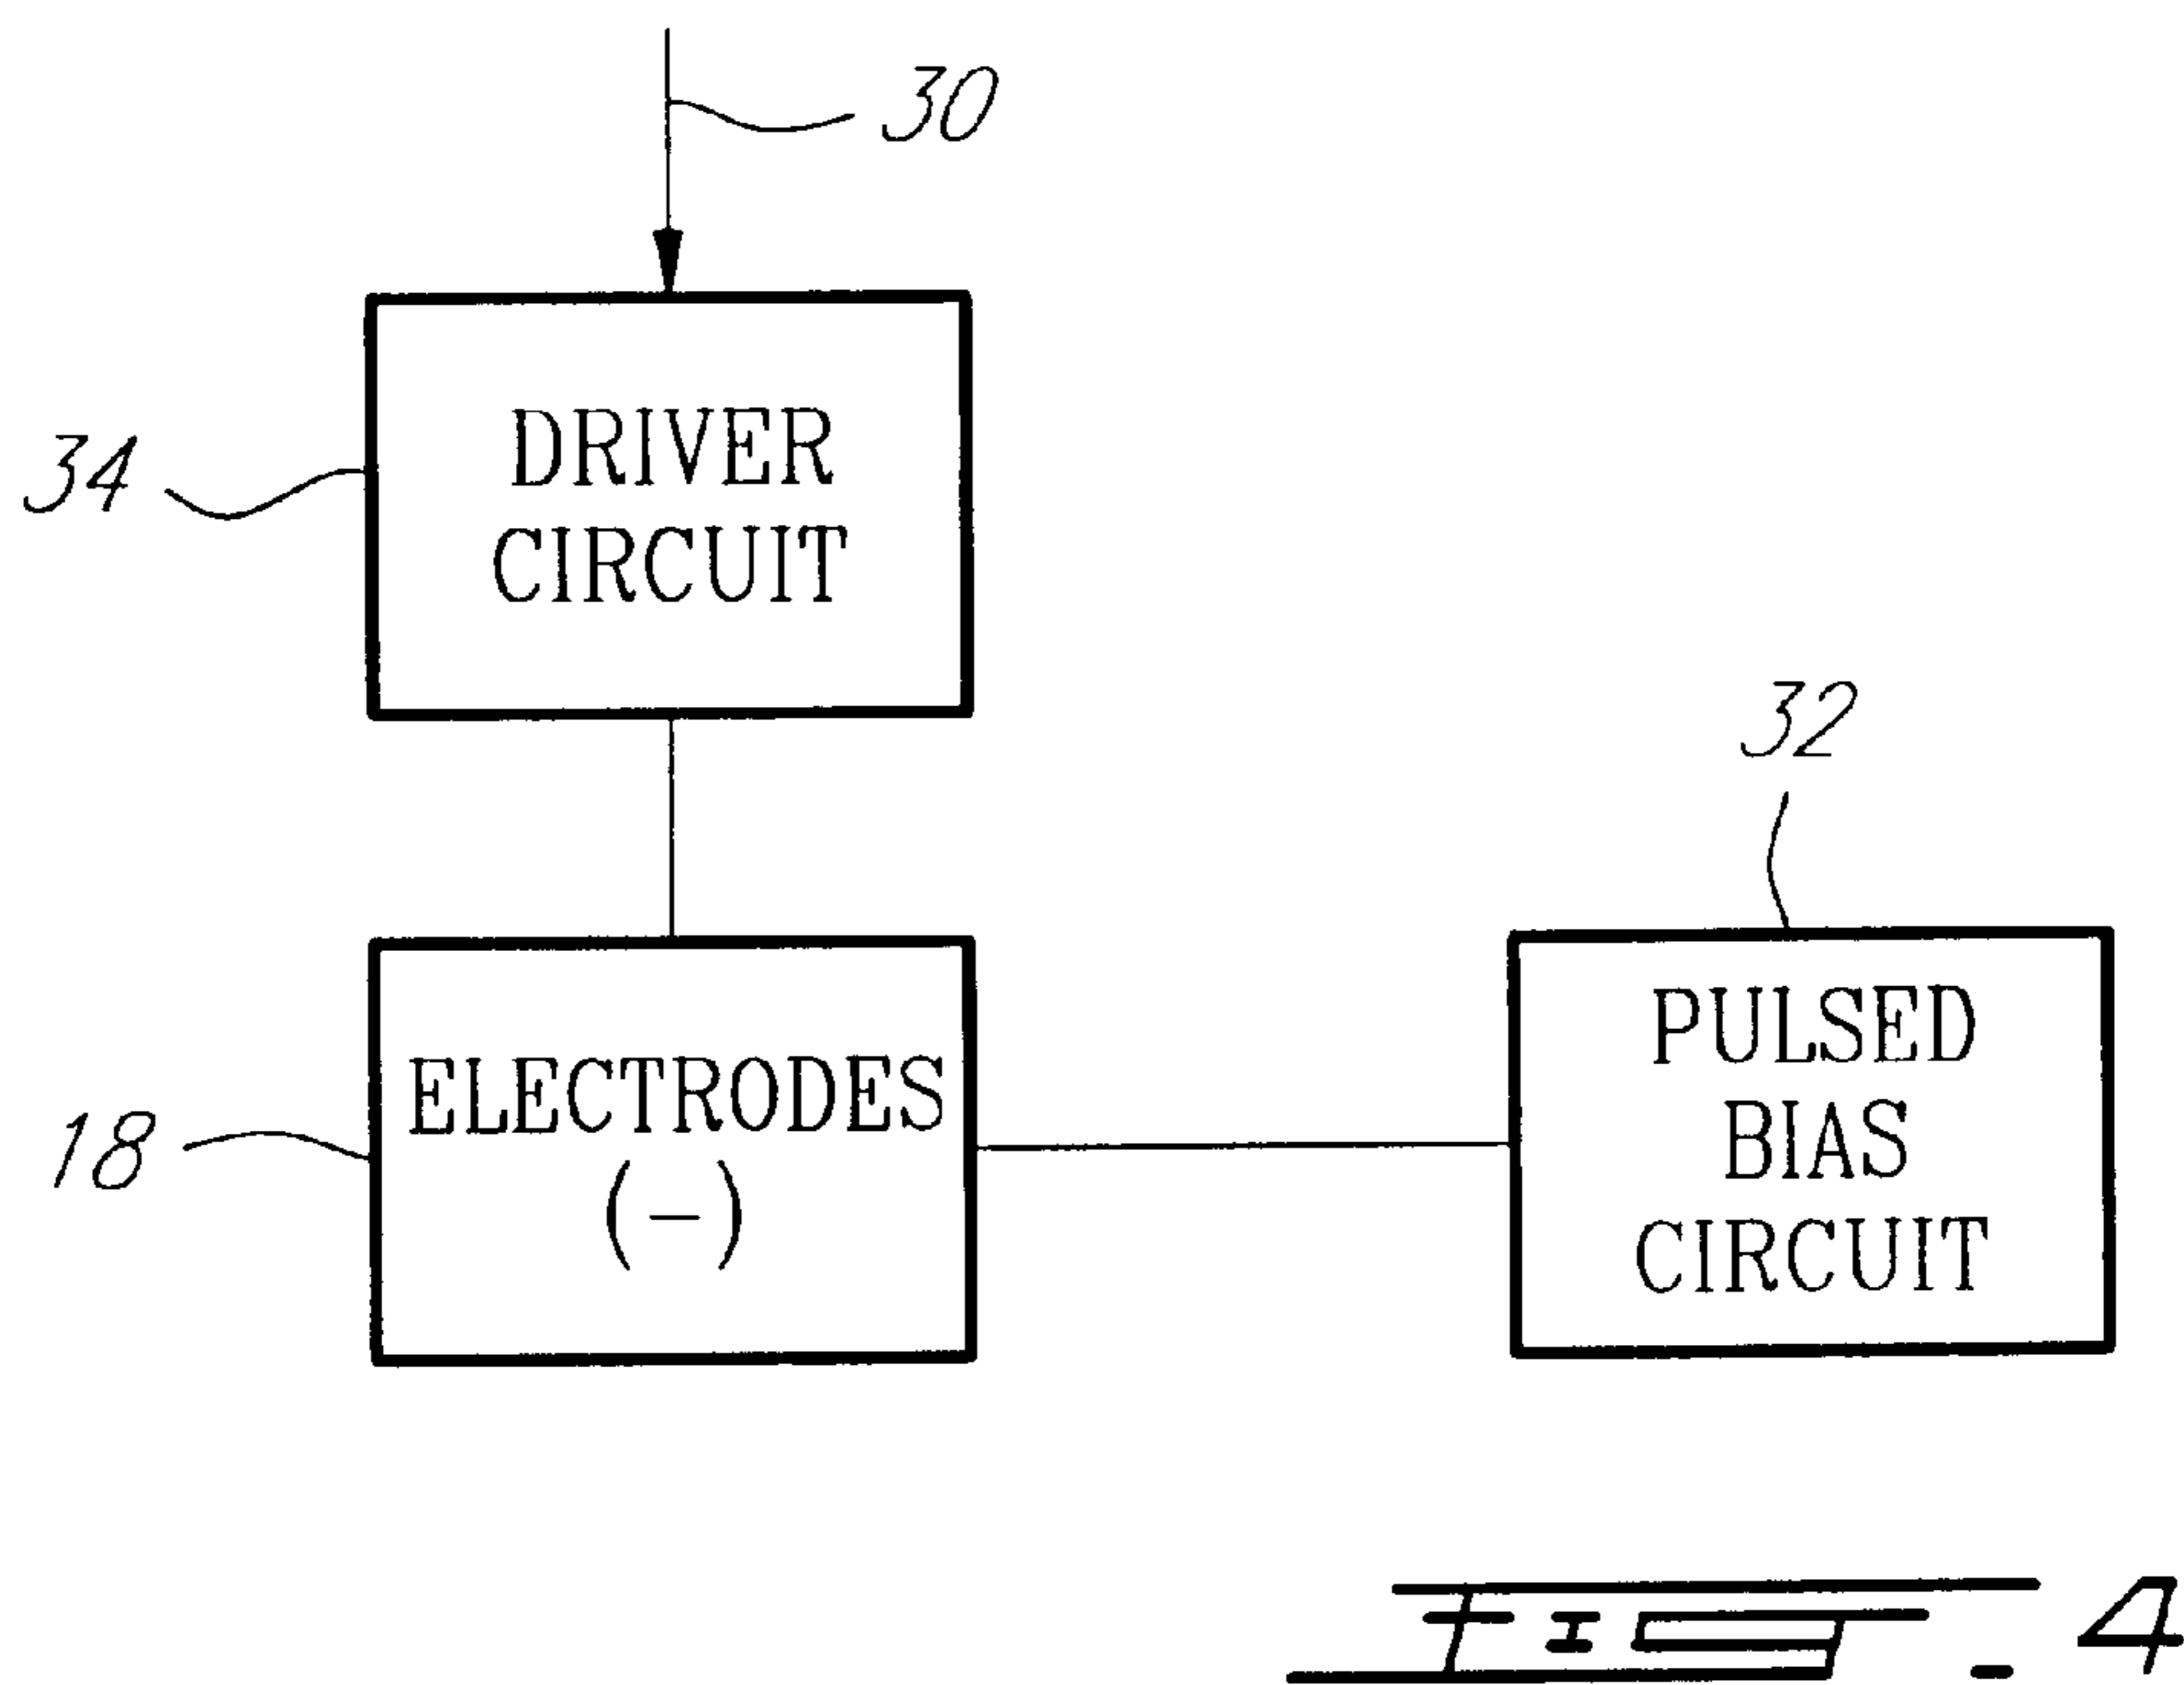 30
34
DRIVER
CIRCUIT
32
18
ELECTRODES
(-)
PULSED
BIAS
CIRCUIT
FIG. 4